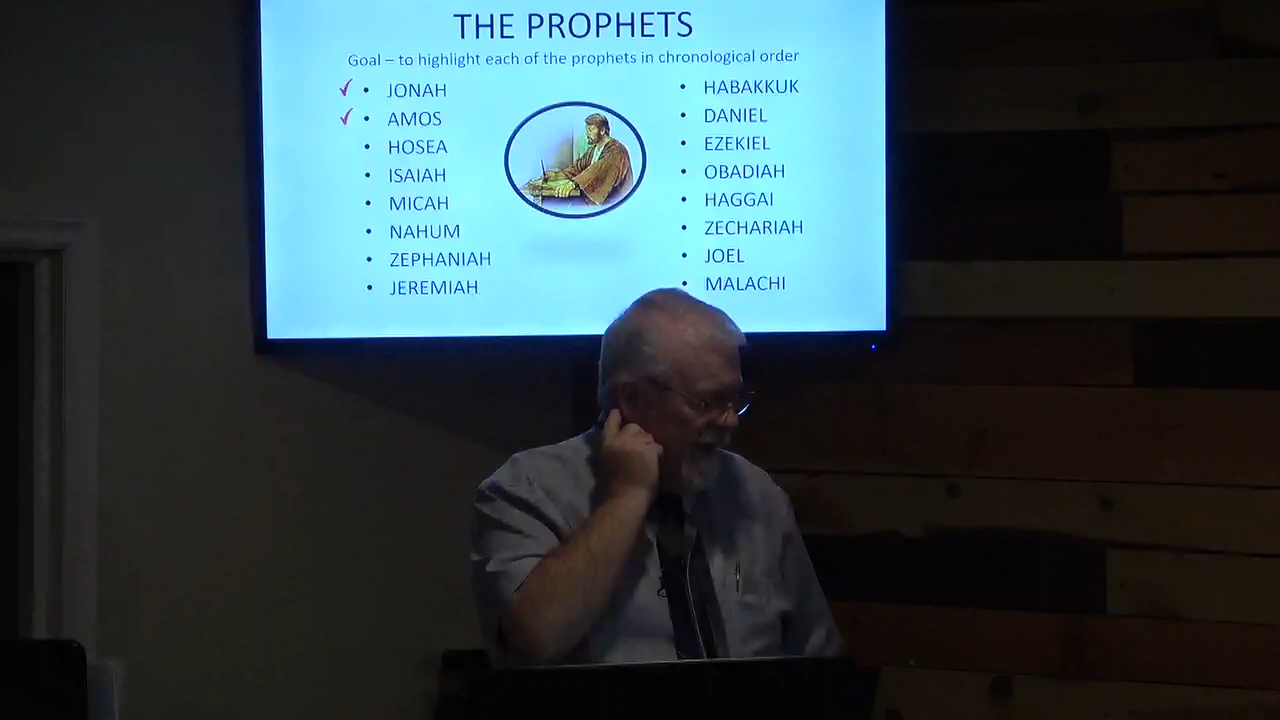 THE PROPHETS
Goal – to highlight each of the prophets in chronological order
✓ • JONAH
✓ • AMOS
• HOSEA
• ISAIAH
• MICAH
• NAHUM
• ZEPHANIAH
• JEREMIAH
• HABAKKUK
• DANIEL
• EZEKIEL
• OBADIAH
• HAGGAI
• ZECHARIAH
• JOEL
• MALACHI